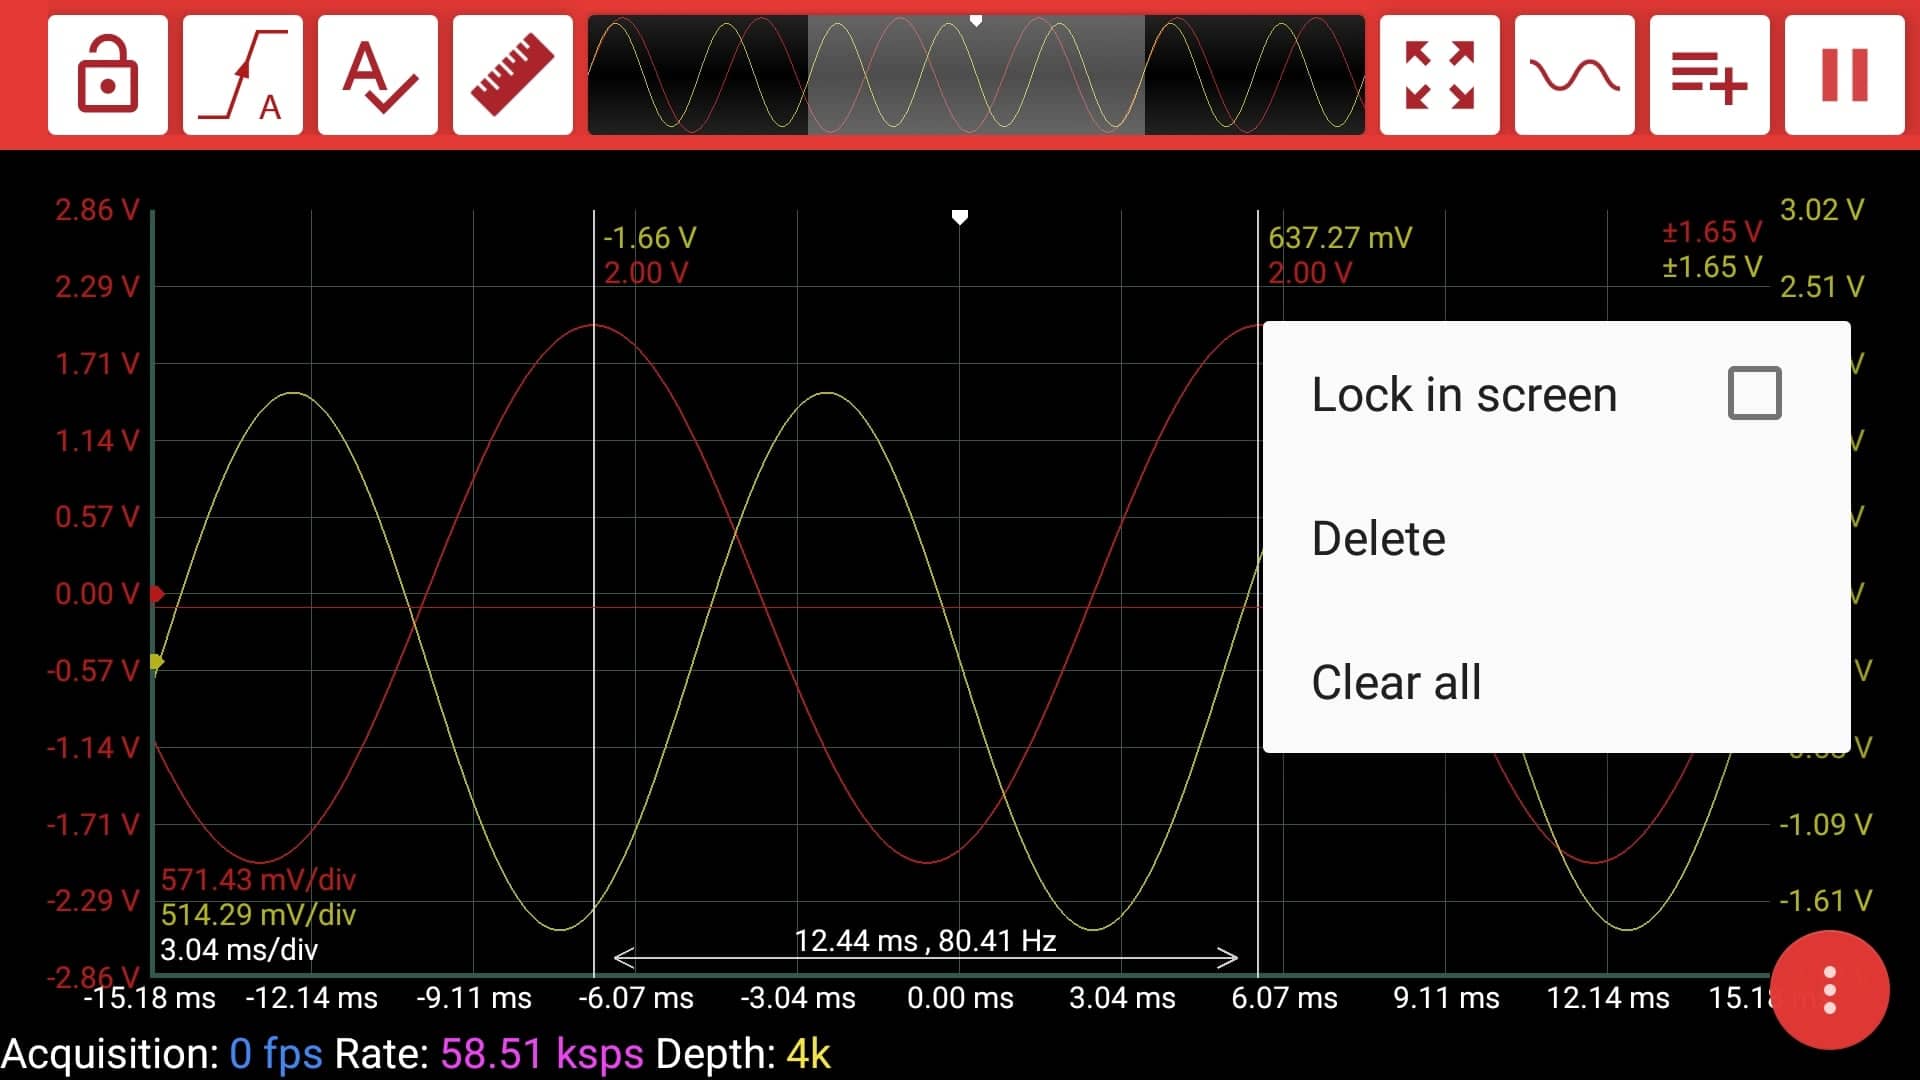 A
A
2.86 V
3.02 V
-1.66 V
637.27 mV
±1.65 V
2.00 V
2.00 V
±1.65 V
2.29 V
2.51 V
1.71 V
V
Lock in screen
1.14 V
V
0.57 V
V
Delete
0.00 V
V
-0.57 V
V
Clear all
-1.14 V
V
-1.71 V
-1.09 V
571.43 mV/div
-2.29 V
-1.61 V
514.29 mV/div
12.44 ms , 80.41 Hz
3.04 ms/div
-2.86 V
-15.18 ms -12.14 ms -9.11 ms -6.07 ms -3.04 ms 0.00 ms 3.04 ms 6.07 ms 9.11 ms 12.14 ms
Acquisition: 0 fps Rate: 58.51 ksps Depth: 4k